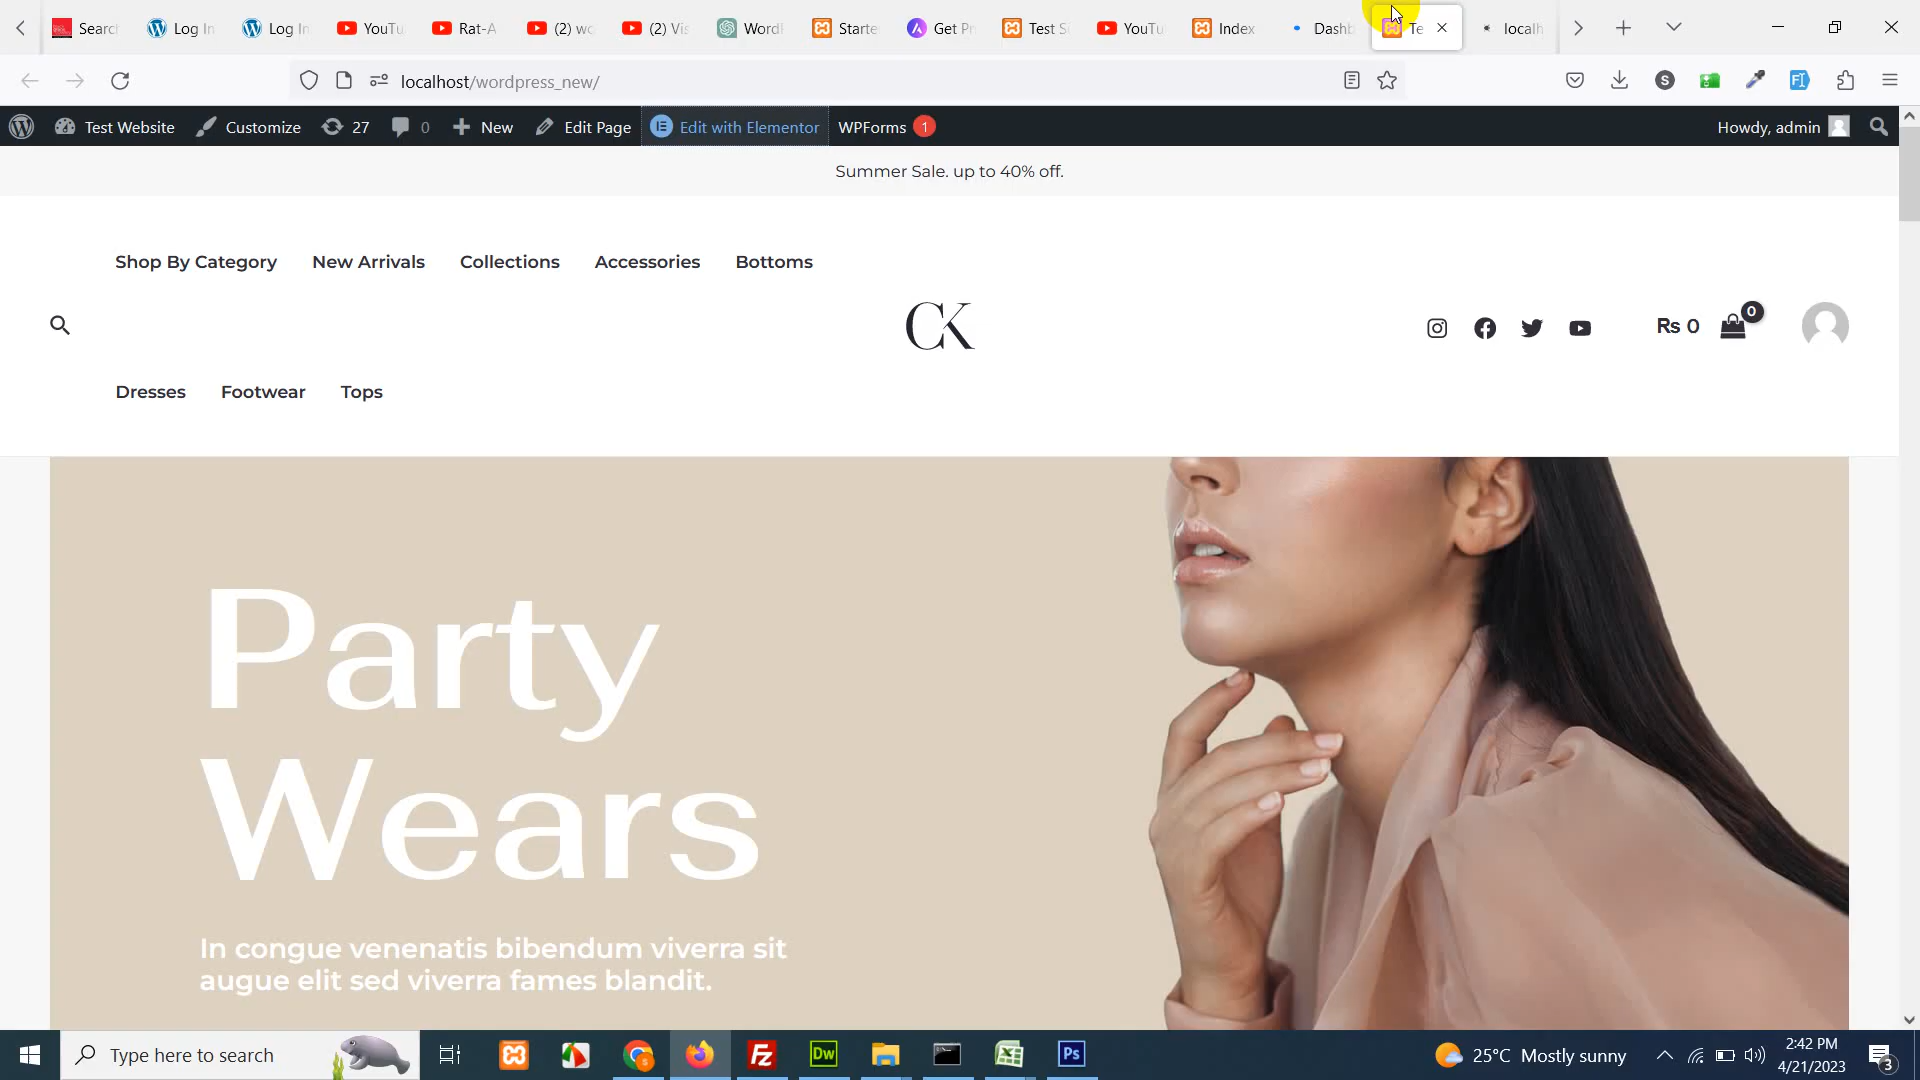 Search
Log In
Log In
YouTu
Rat-A
(2) wo
(2) Vis
Word
Starte
Get Pr
Test S
YouTu
Index
Dashb
Te
localh
localhost/wordpress_new/
Test Website
Customize
27
0
New
Edit Page
Edit with Elementor
WPForms 1
Howdy, admin
Summer Sale. up to 40% off.
Shop By Category
New Arrivals
Collections
Accessories
Bottoms
Dresses
Footwear
Tops
CK
Rs 0
0
Party
Wears
In congue venenatis bibendum viverra sit
augue elit sed viverra fames blandit.
Type here to search
Fz
Dw
Ps
25°C Mostly sunny
2:42 PM
4/21/2023
3